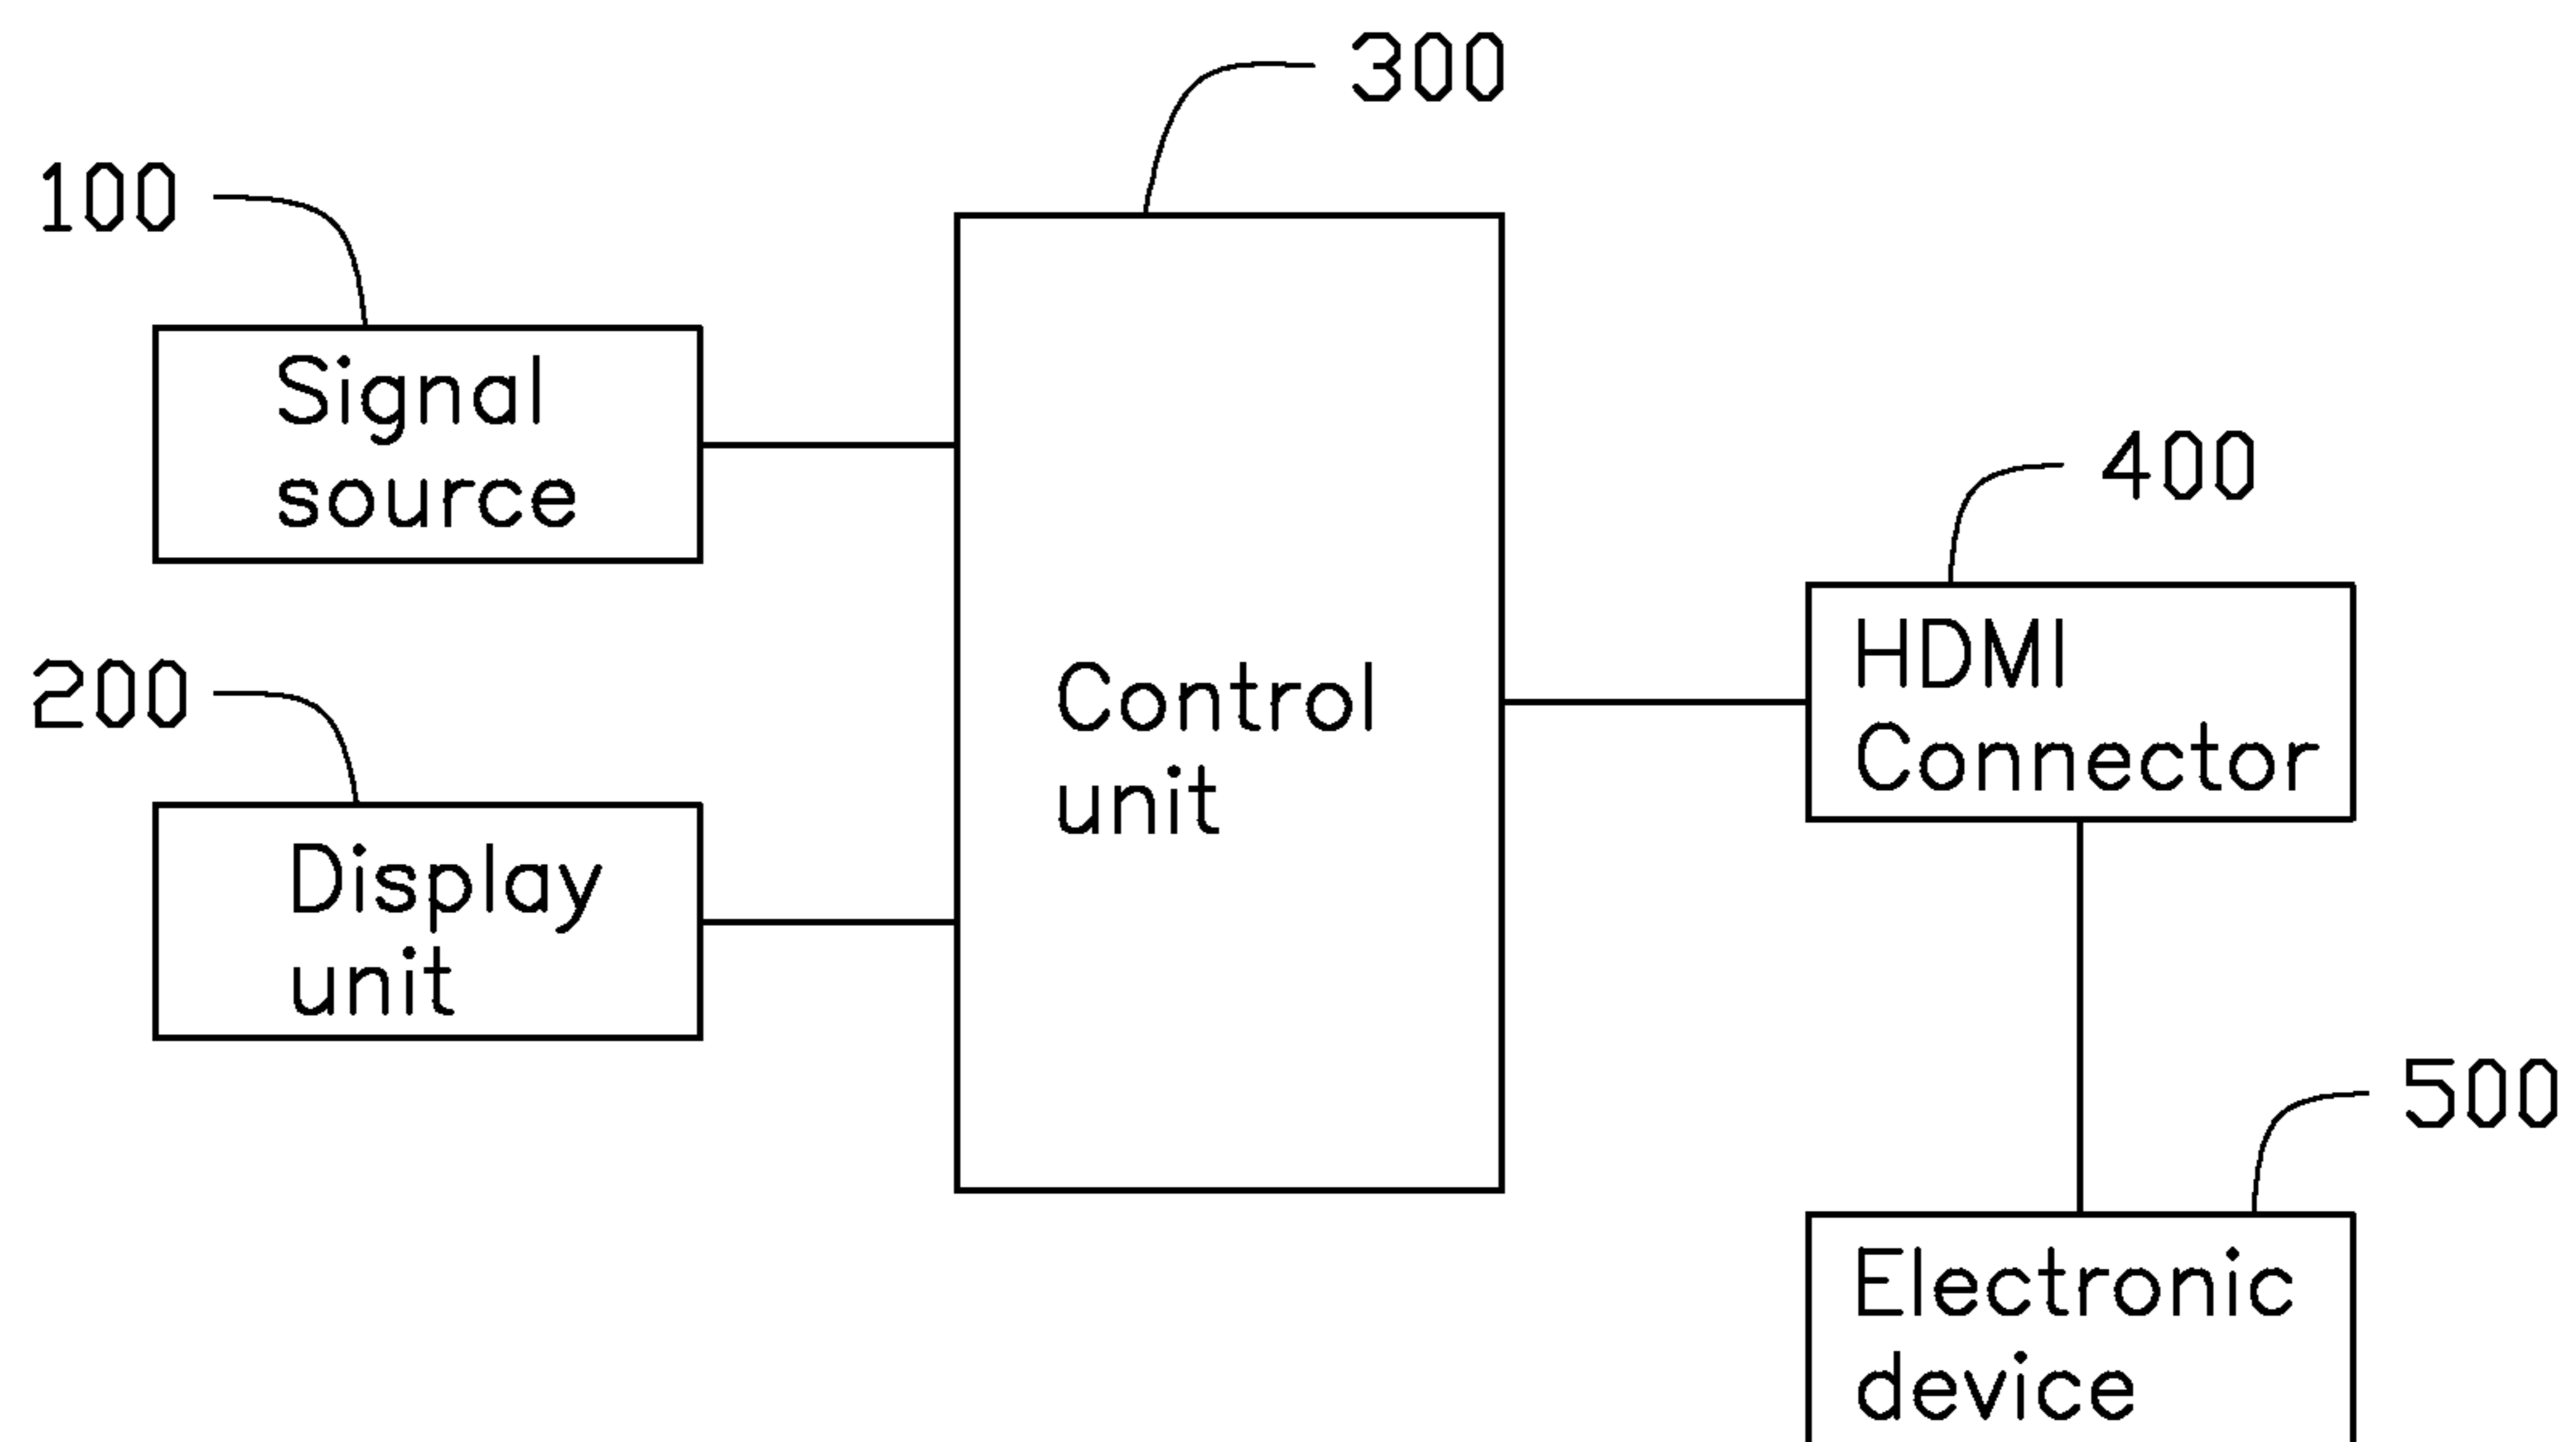 300
100
Signal
source
400
HDMI
Connector
200
Control
unit
Display
unit
500
Electronic
device